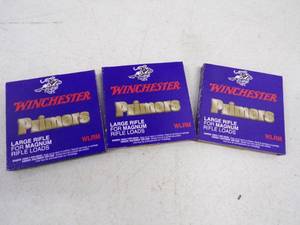 WINCHESTER
Primers
LARGE RIFLE
FOR MAGNUM
RIFLE LOADS
WLRM
WINCHESTER
Primers
LARGE RIFLE
FOR MAGNUM
RIFLE LOADS
WLRM
WINCHESTER
Primers
LARGE RIFLE
FOR MAGNUM
RIFLE LOADS
WLRM